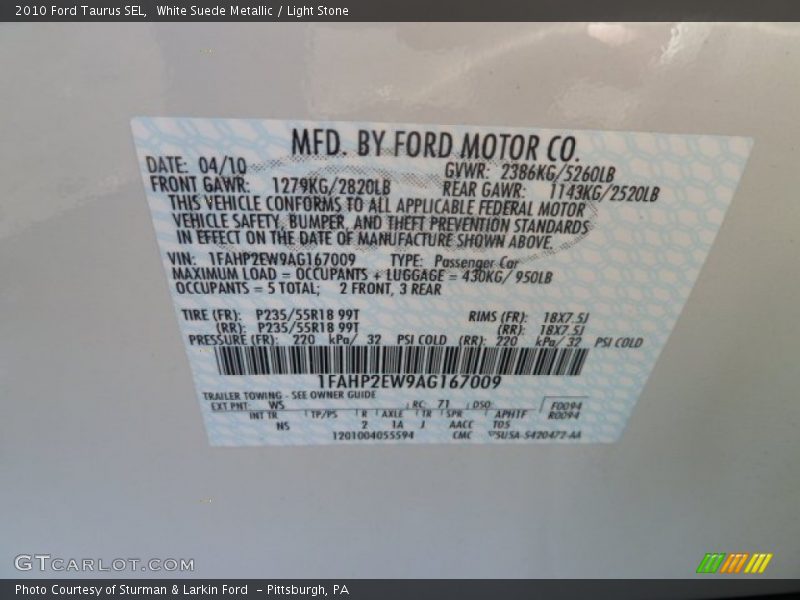 2010 Ford Taurus SEL,  White Suede Metallic / Light Stone
MFD. BY FORD MOTOR CO.
DATE: 04/10 GVWR: 2386KG/5260LB
FRONT GAWR: 1279KG/2820LB REAR GAWR: 1143KG/2520LB
THIS VEHICLE CONFORMS TO ALL APPLICABLE FEDERAL MOTOR
VEHICLE SAFETY, BUMPER, AND THEFT PREVENTION STANDARDS
IN EFFECT ON THE DATE OF MANUFACTURE SHOWN ABOVE.
VIN: 1FAHP2EW9AG167009 TYPE: Passenger Car
MAXIMUM LOAD = OCCUPANTS + LUGGAGE = 430KG/ 950LB
OCCUPANTS = 5 TOTAL; 2 FRONT, 3 REAR
TIRE (FR): P235/55R18 99T RIMS (FR): 18X7.5J
(RR): P235/55R18 99T (RR): 18X7.5J
PRESSURE (FR): 220 kPa/ 32 PSI COLD (RR): 220 kPa/ 32 PSI COLD
1FAHP2EW9AG167009
TRAILER TOWING - SEE OWNER GUIDE
EXT PNT: WS RC: 71 DSO: F0094
INT TR TP/PS R AXLE TR SPR R0094
NS 2 1A J AACC
1201004055594 CMC
GTCARLOT.COM
Photo Courtesy of Sturman & Larkin Ford  - Pittsburgh, PA